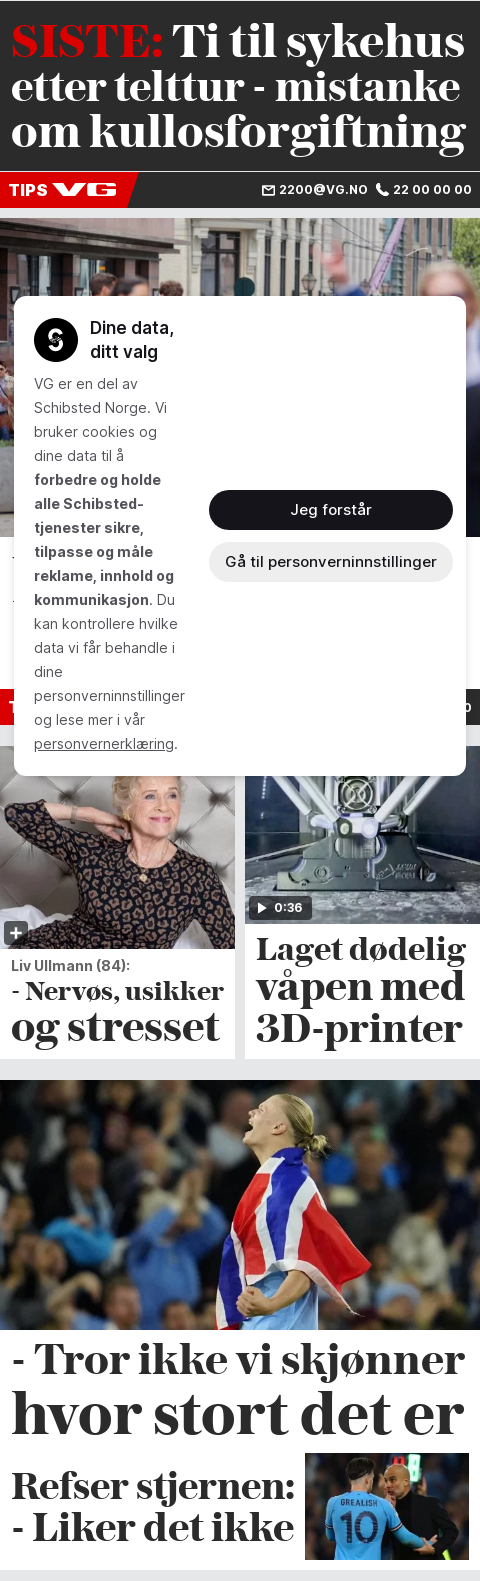 SISTE: Ti til sykehus
etter telttur - mistanke
om kullosforgiftning
TIPS VG
2200@VG.NO 22 00 00 00
Dine data,
ditt valg
VG er en del av
Schibsted Norge. Vi
bruker cookies og
dine data til å
forbedre og holde
alle Schibsted-
tjenester sikre,
tilpasse og måle
reklame, innhold og
kommunikasjon. Du
kan kontrollere hvilke
data vi får behandle i
dine
personverninnstillinger
og lese mer i vår
personvernerklæring.
Jeg forstår
Gå til personverninnstillinger
0:36
Liv Ullmann (84):
- Nervøs, usikker
og stresset
Laget dødelig
våpen med
3D-printer
- Tror ikke vi skjønner
hvor stort det er
Refser stjernen:
- Liker det ikke
GREALISH
10